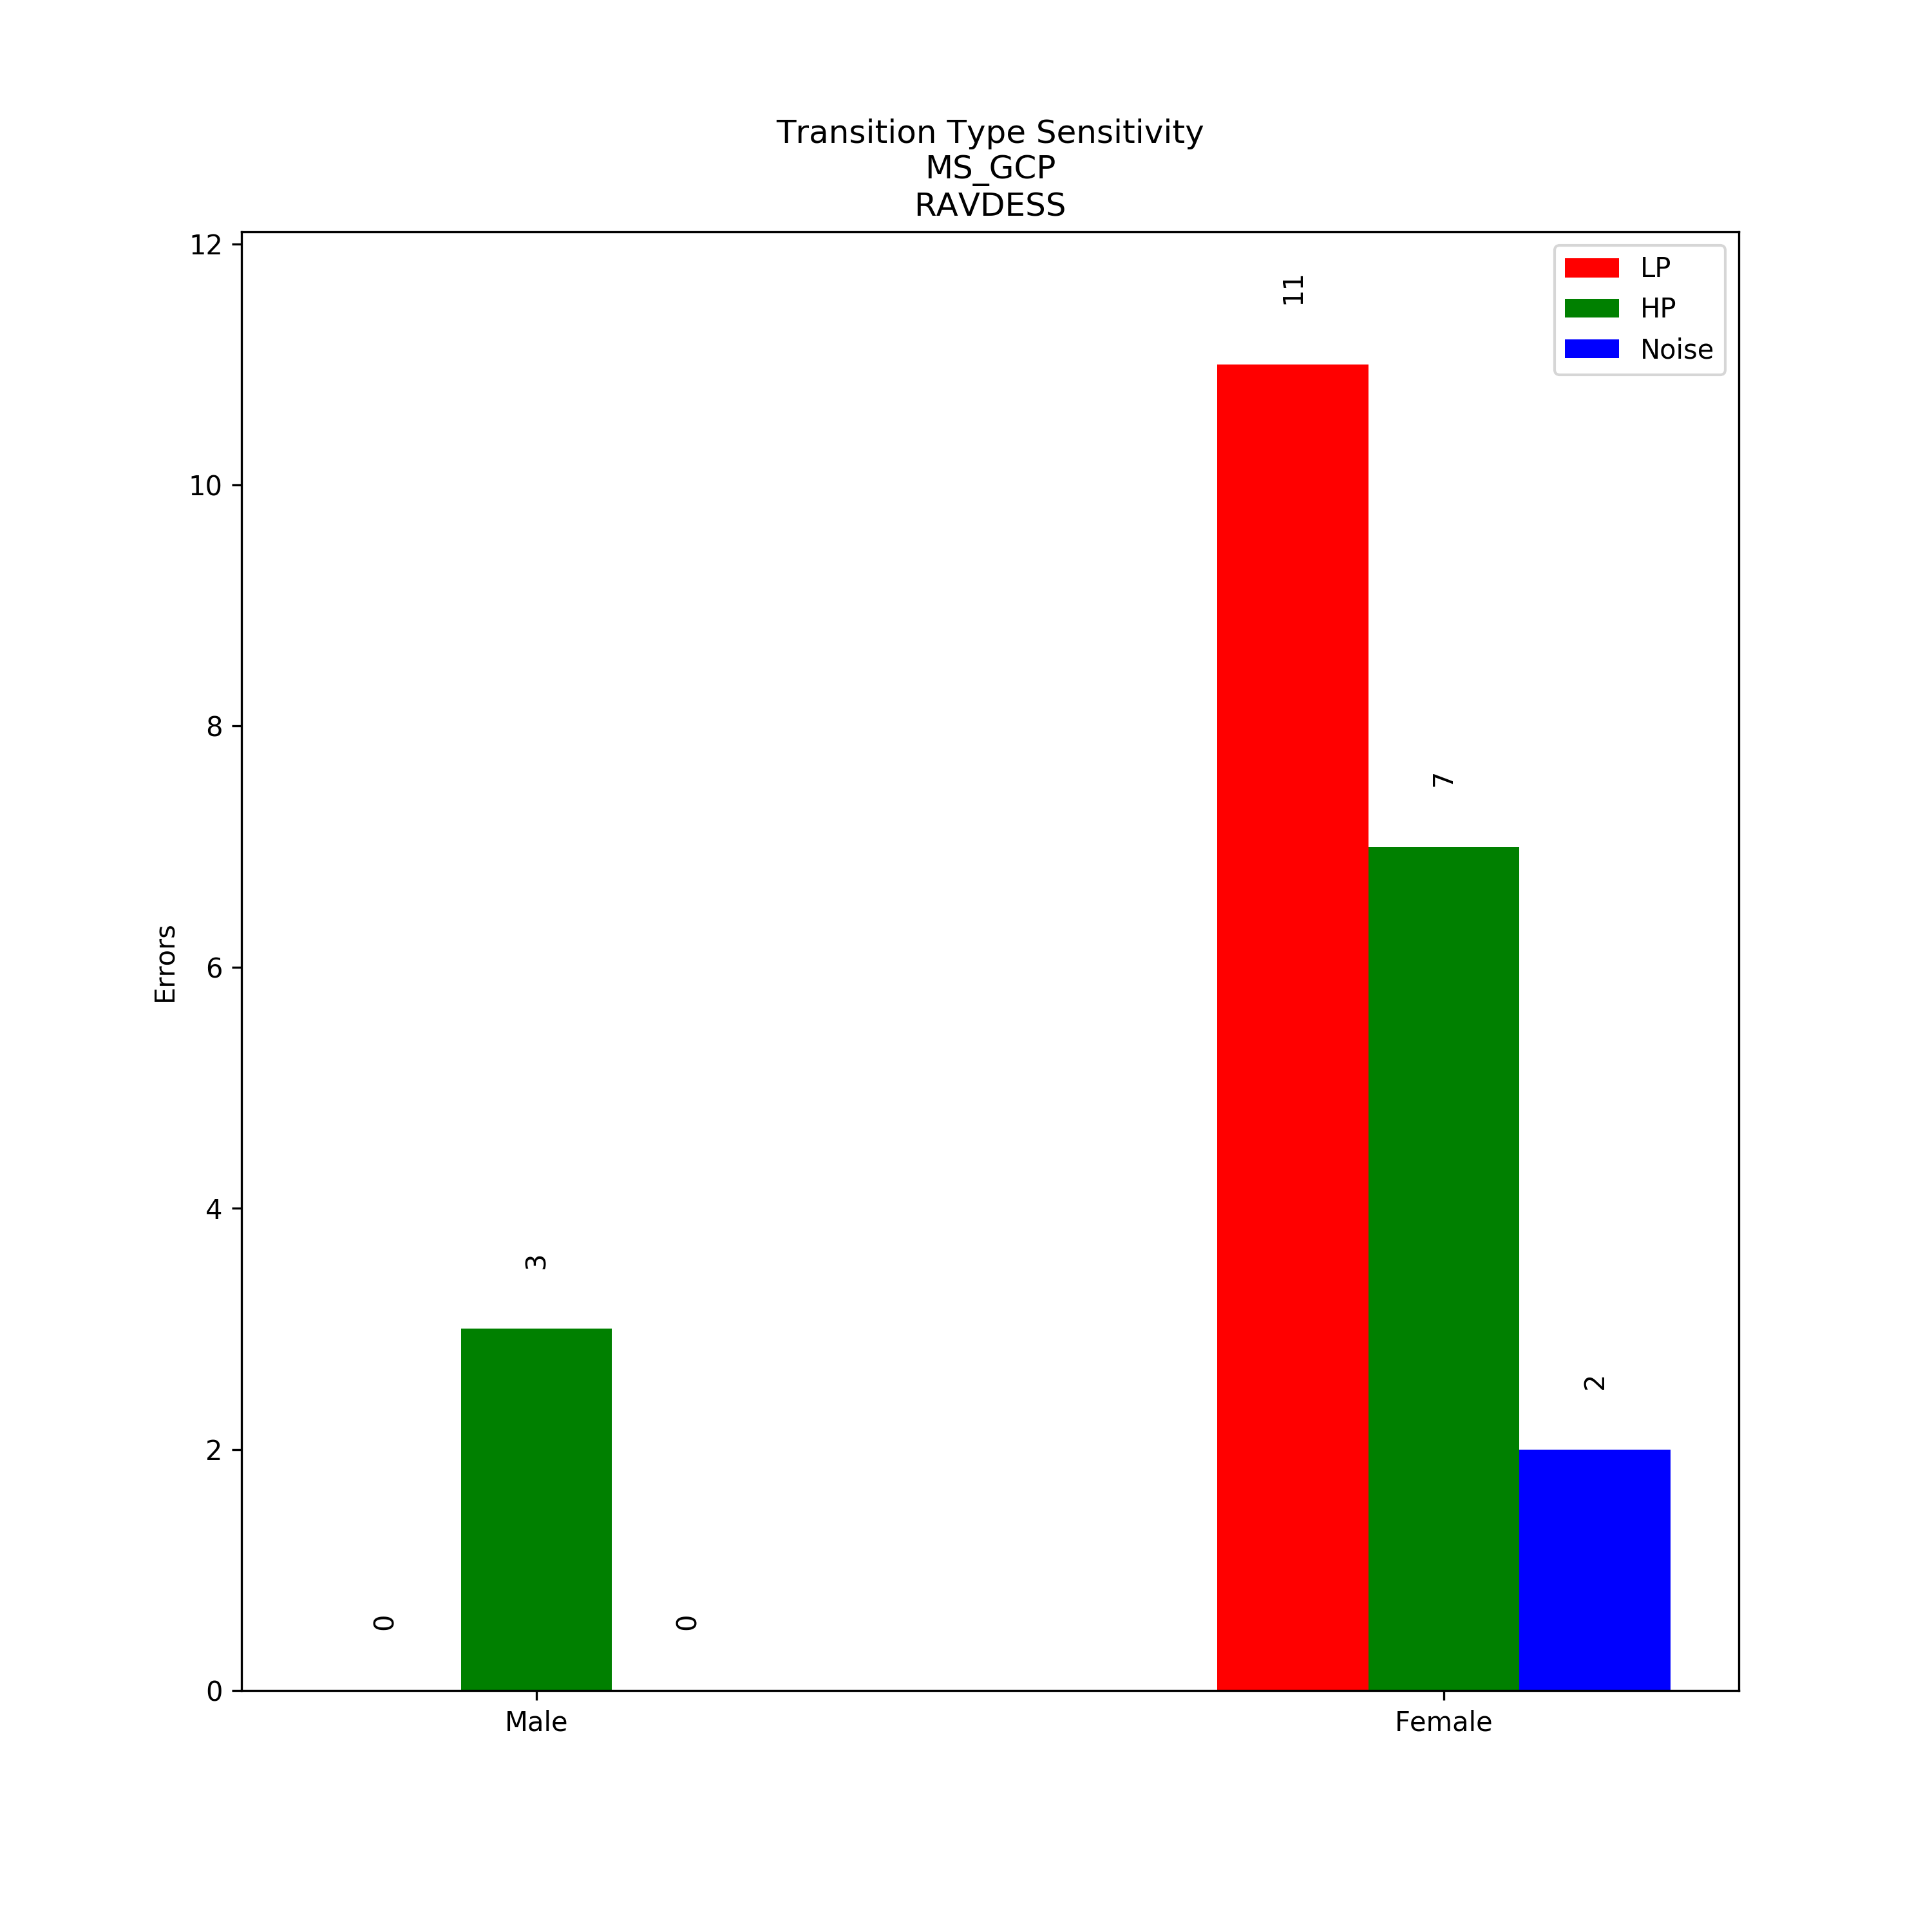 Transition Type Sensitivity
MS_GCP
RAVDESS
12
10
8
6
4
2
0
Errors
LP
HP
Noise
0
3
0
11
7
2
Male
Female